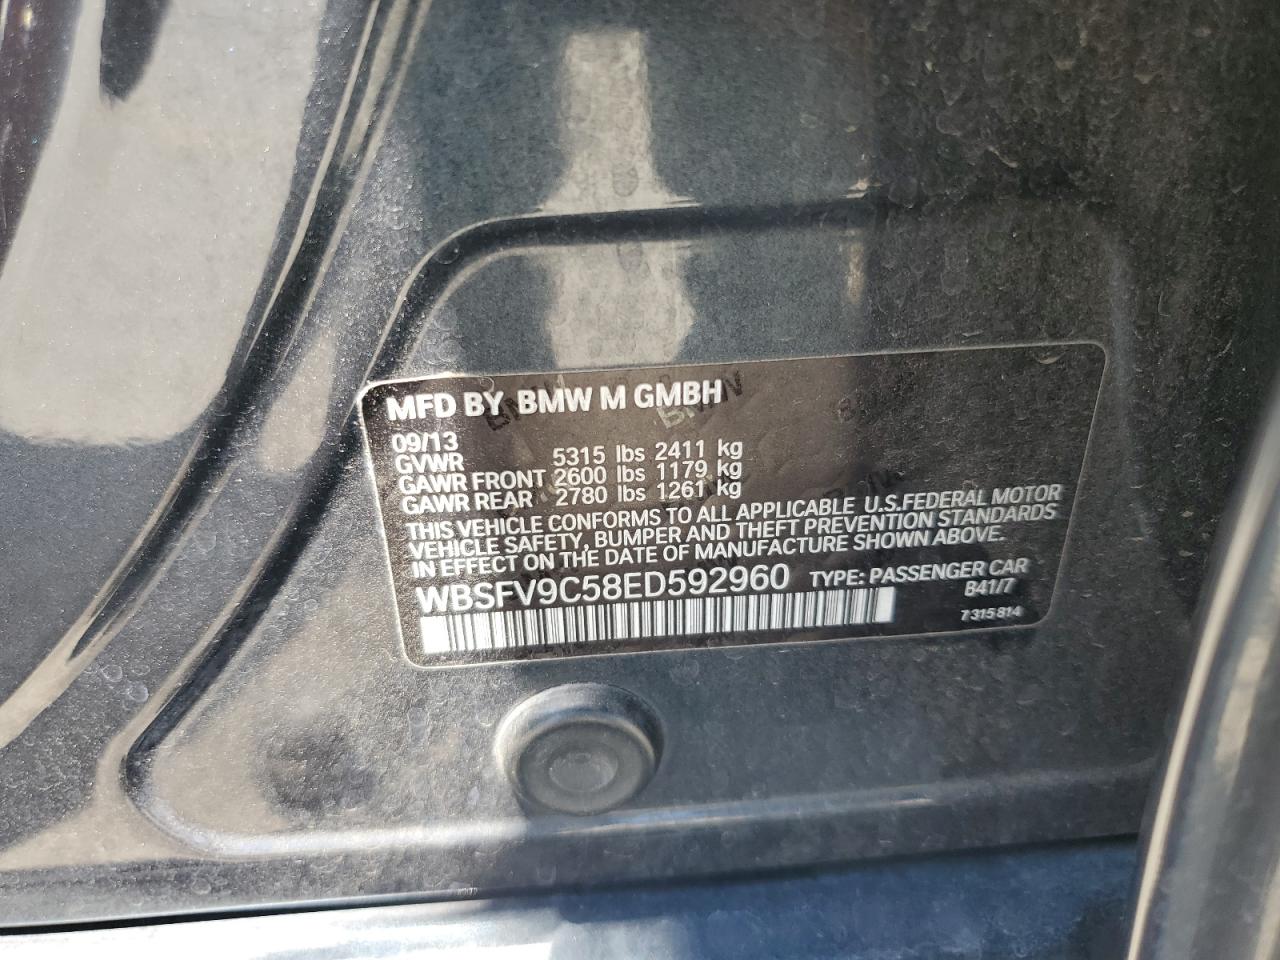 MFD BY BMW M GMBH
09/13
GVWR 5315 lbs 2411 kg
GAWR FRONT 2600 lbs 1179 kg
GAWR REAR 2780 lbs 1261 kg
THIS VEHICLE CONFORMS TO ALL APPLICABLE U.S.FEDERAL MOTOR
VEHICLE SAFETY, BUMPER AND THEFT PREVENTION STANDARDS
IN EFFECT ON THE DATE OF MANUFACTURE SHOWN ABOVE.
WBSFV9C58ED592960 TYPE: PASSENGER CAR
B41/7
7315814